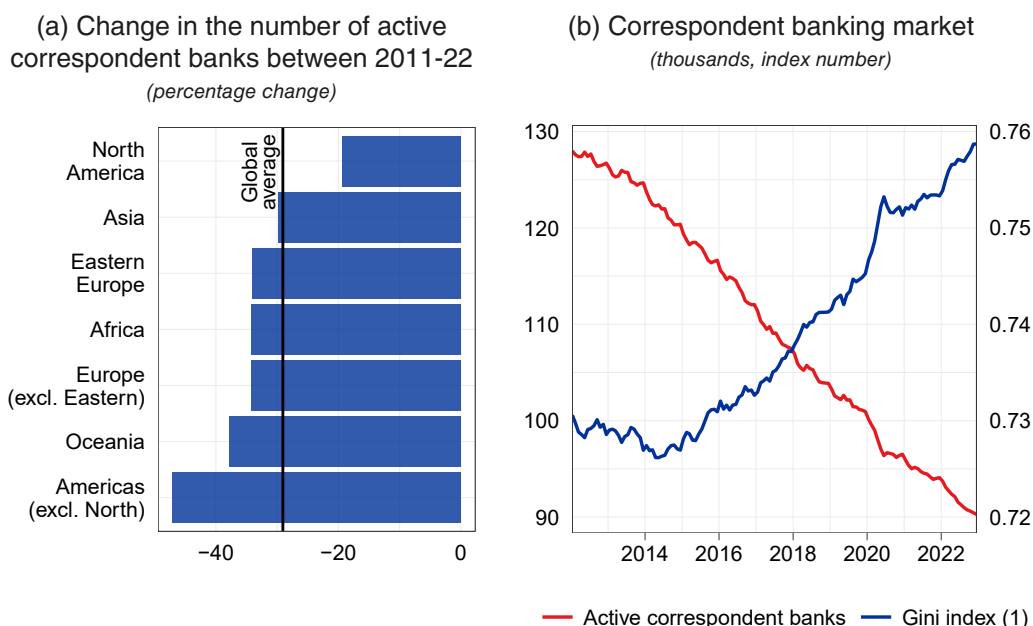 (a) Change in the number of active
correspondent banks between 2011-22
(percentage change)
Global
average
North
America
Asia
Eastern
Europe
Africa
Europe
(excl. Eastern)
Oceania
Americas
(excl. North)
−40
−20
0
(b) Correspondent banking market
(thousands, index number)
130
120
110
100
90
0.76
0.75
0.74
0.73
0.72
2014
2016
2018
2020
2022
Active correspondent banks
Gini index (1)